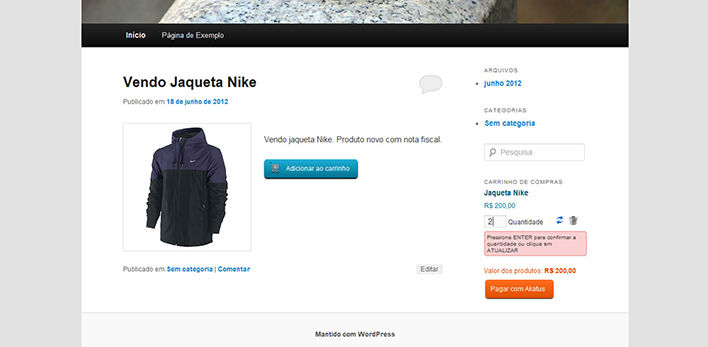 Início Página de Exemplo
Vendo Jaqueta Nike
Publicado em 18 de junho de 2012
Vendo jaqueta Nike. Produto novo com nota fiscal.
Adicionar ao carrinho
Publicado em Sem categoria | Comentar
Editar
ARQUIVOS
junho 2012
CATEGORIAS
Sem categoria
Pesquisa
CARRINHO DE COMPRAS
Jaqueta Nike
R$ 200,00
2 Quantidade
Pressione ENTER para confirmar a
quantidade ou clique em
ATUALIZAR
Valor dos produtos: R$ 200,00
Pagar com Akatus
Mantido com WordPress